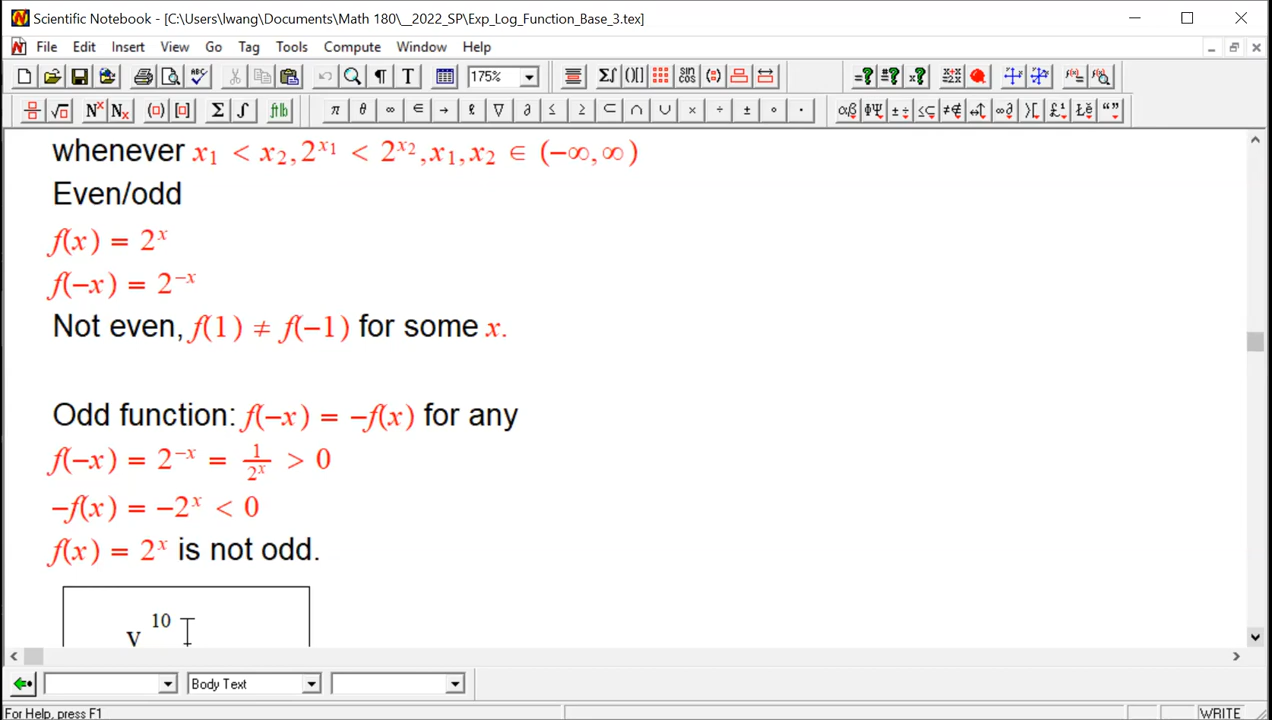 Scientific Notebook - [C:\Users\lwang\Documents\Math 180\__2022_SP\Exp_Log_Function_Base_3.tex]
File Edit Insert View Go Tag Tools Compute Window Help
175%
π θ ∞ ∈ → ℓ ∇ ∂ ≤ ≥ ⊂ ∩ ∪ × ÷ ± ∘ ·
whenever x₁ < x₂, 2^x₁ < 2^x₂, x₁, x₂ ∈ (−∞, ∞)
Even/odd
f(x) = 2^x
f(−x) = 2^−x
Not even, f(1) ≠ f(−1) for some x.
Odd function: f(−x) = −f(x) for any
f(−x) = 2^−x = 1/2^x > 0
−f(x) = −2^x < 0
f(x) = 2^x is not odd.
10
y
Body Text
For Help, press F1
WRITE